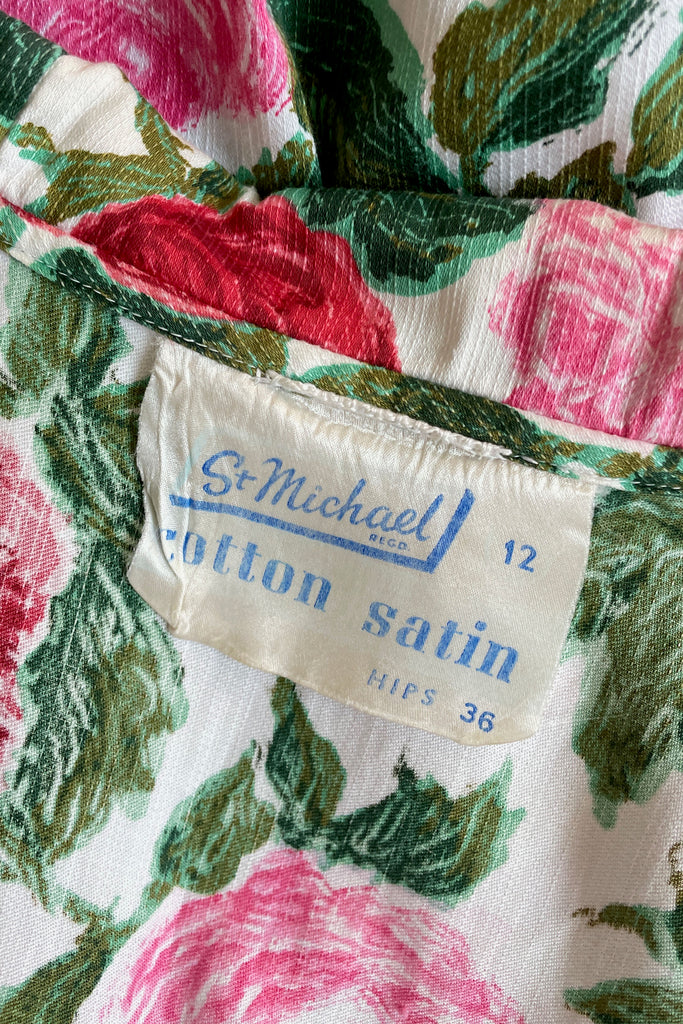 St Michael
REGD.
12
cotton satin
HIPS 36